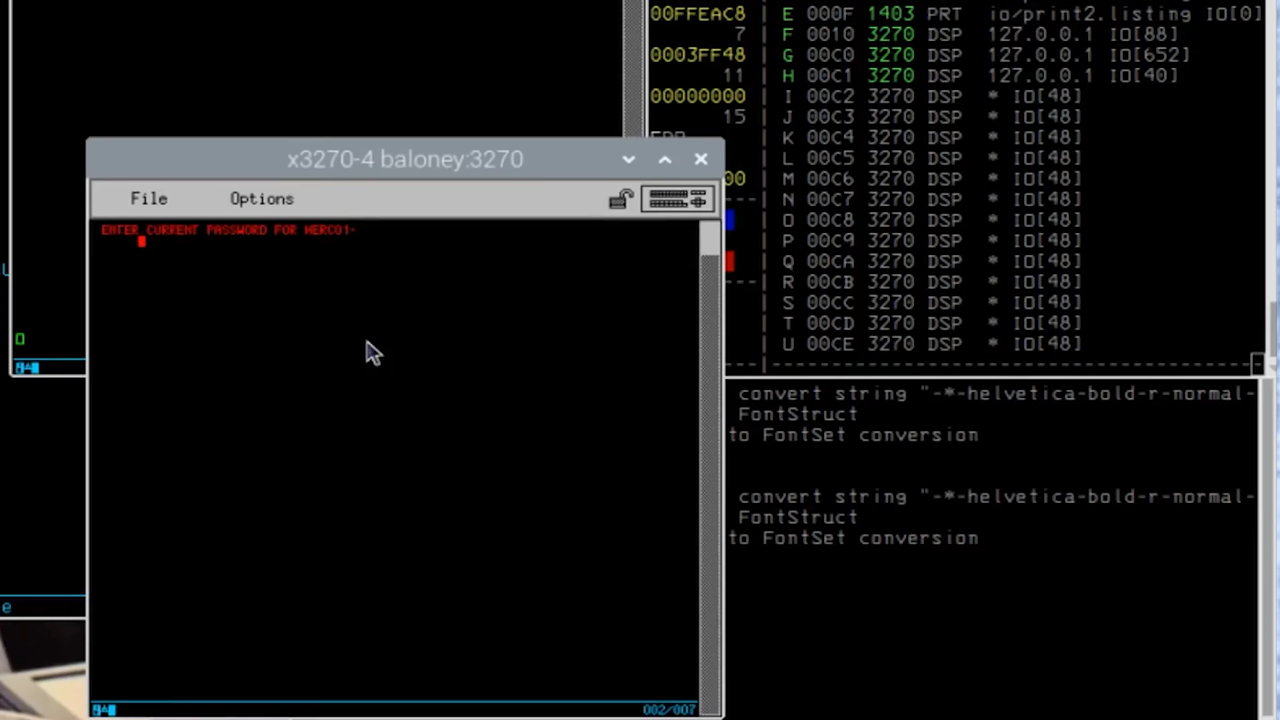 00FFEAC8 | E 000F 1403 PRT io/print2.listing IO[0]
7 | F 0010 3270 DSP 127.0.0.1 IO[88]
0003FF48 | G 00C0 3270 DSP 127.0.0.1 IO[652]
11 | H 00C1 3270 DSP 127.0.0.1 IO[40]
00000000 | I 00C2 3270 DSP * IO[48]
15 | J 00C3 3270 DSP * IO[48]
K 00C4 3270 DSP * IO[48]
L 00C5 3270 DSP * IO[48]
00 | M 00C6 3270 DSP * IO[48]
N 00C7 3270 DSP * IO[48]
O 00C8 3270 DSP * IO[48]
P 00C9 3270 DSP * IO[48]
Q 00CA 3270 DSP * IO[48]
---| R 00CB 3270 DSP * IO[48]
S 00CC 3270 DSP * IO[48]
T 00CD 3270 DSP * IO[48]
U 00CE 3270 DSP * IO[48]
x3270-4 baloney:3270
File Options
ENTER CURRENT PASSWORD FOR HERC01-
002/007
convert string "-*-helvetica-bold-r-normal-
FontStruct
to FontSet conversion
convert string "-*-helvetica-bold-r-normal-
FontStruct
to FontSet conversion
e